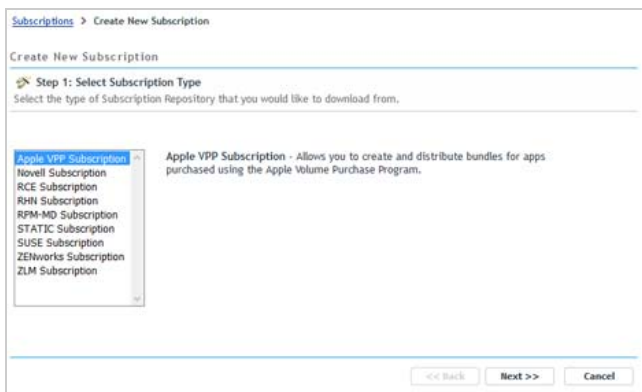 Subscriptions > Create New Subscription
Create New Subscription
Step 1: Select Subscription Type
Select the type of Subscription Repository that you would like to download from.
Apple VPP Subscription
Novell Subscription
RCE Subscription
RHN Subscription
RPM-MD Subscription
STATIC Subscription
SUSE Subscription
ZENworks Subscription
ZLM Subscription
Apple VPP Subscription - Allows you to create and distribute bundles for apps
purchased using the Apple Volume Purchase Program.
<< Back Next >> Cancel